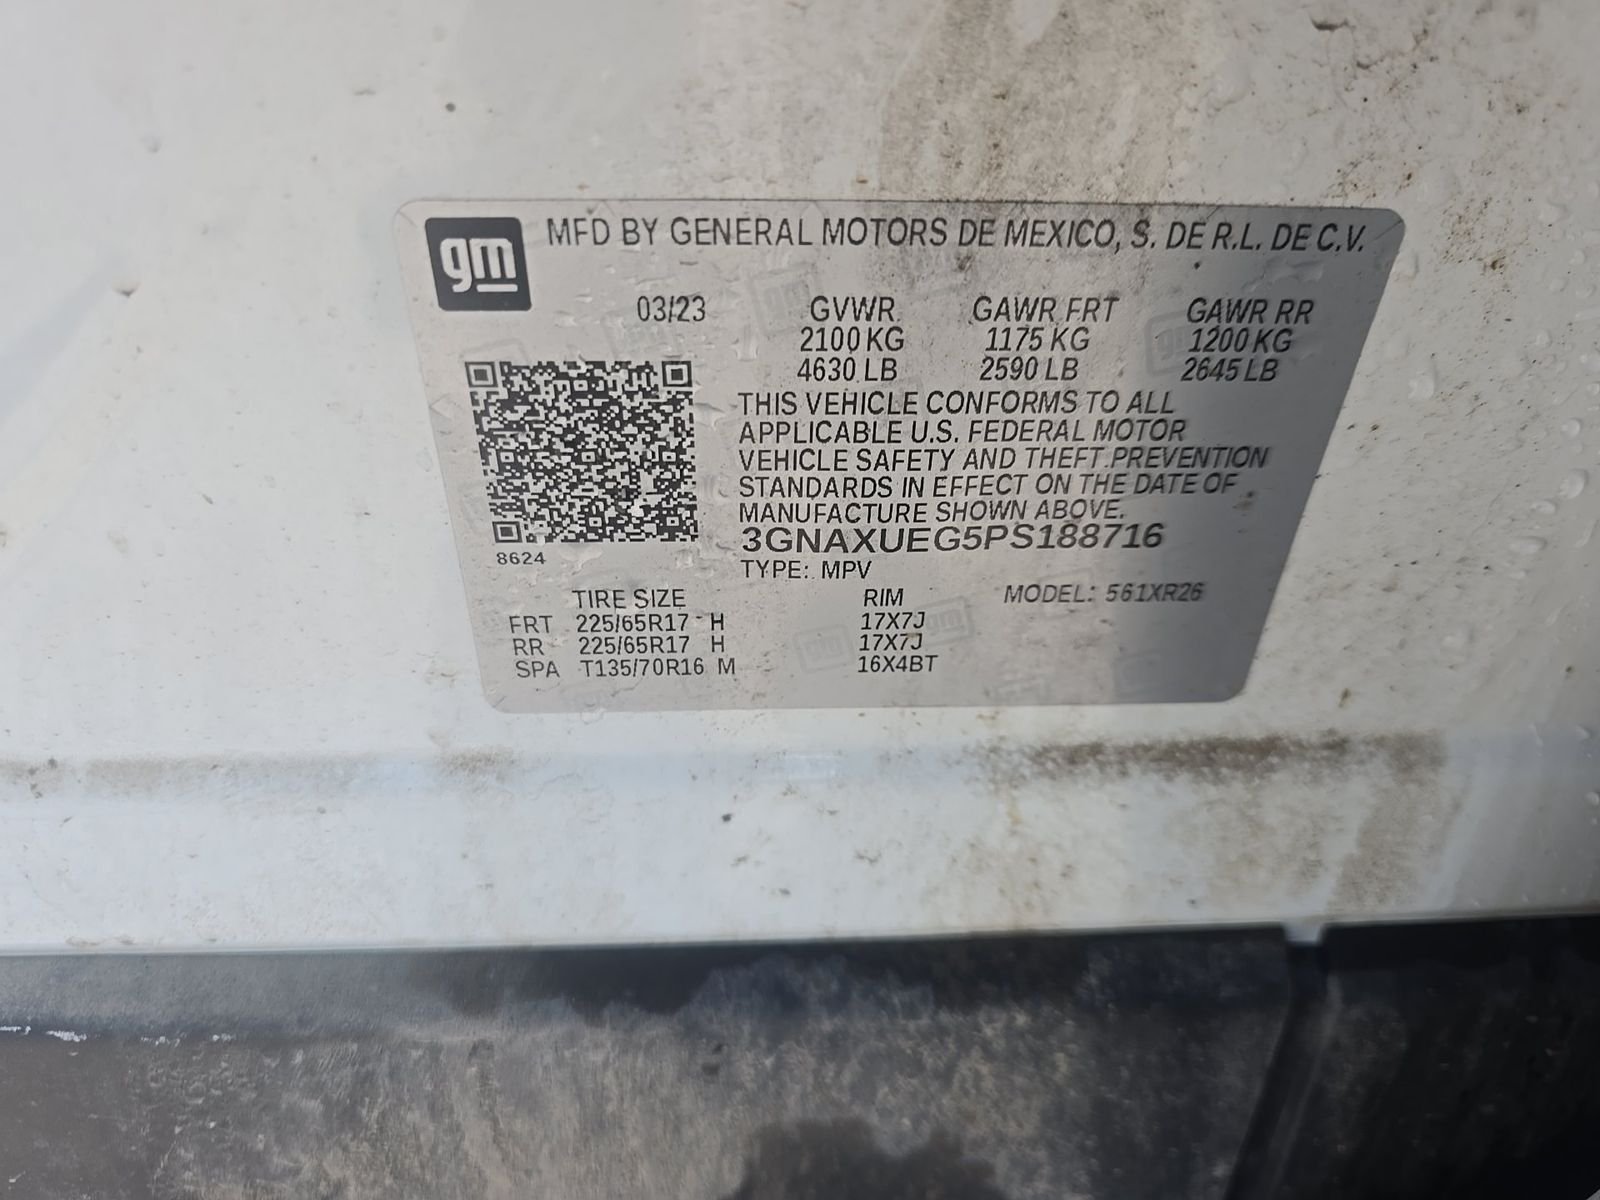 gm MFD BY GENERAL MOTORS DE MEXICO, S. DE R.L. DE C.V.
03/23 GVWR GAWR FRT GAWR RR
2100 KG 1175 KG 1200 KG
4630 LB 2590 LB 2645 LB
THIS VEHICLE CONFORMS TO ALL
APPLICABLE U.S. FEDERAL MOTOR
VEHICLE SAFETY AND THEFT PREVENTION
STANDARDS IN EFFECT ON THE DATE OF
MANUFACTURE SHOWN ABOVE.
3GNAXUEG5PS188716
8624
TYPE: MPV
MODEL: 561XR26
TIRE SIZE RIM
FRT 225/65R17 H 17X7J
RR 225/65R17 H 17X7J
SPA T135/70R16 M 16X4BT